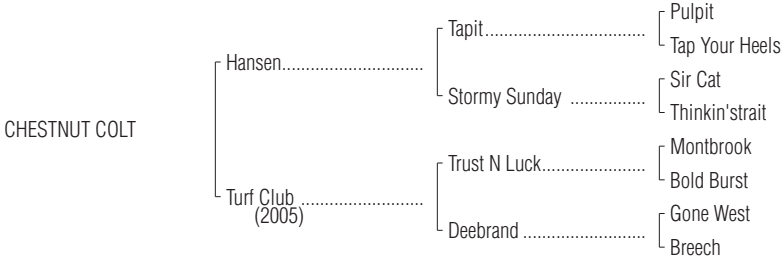 Pulpit
Tapit
Tap Your Heels
Hansen
Sir Cat
Stormy Sunday
Thinkin'strait
CHESTNUT COLT
Montbrook
Trust N Luck
Bold Burst
Turf Club
(2005)
Gone West
Deebrand
Breech